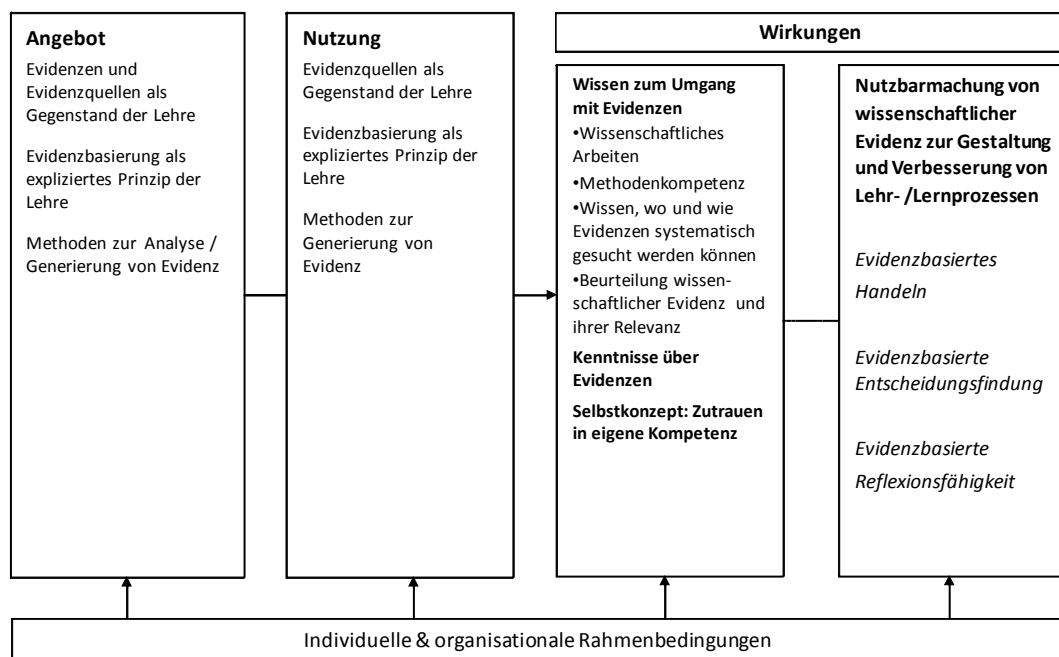 Angebot
Evidenzen und
Evidenzquellen als
Gegenstand der Lehre
Evidenzbasierung als
expliziertes Prinzip der
Lehre
Methoden zur Analyse /
Generierung von Evidenz
Nutzung
Evidenzquellen als
Gegenstand der Lehre
Evidenzbasierung als
expliziertes Prinzip der
Lehre
Methoden zur
Generierung von
Evidenz
Wirkungen
Wissen zum Umgang
mit Evidenzen
•Wissenschaftliches
Arbeiten
•Methodenkompetenz
•Wissen, wo und wie
Evidenzen systematisch
gesucht werden können
•Beurteilung wissen-
schaftlicher Evidenz und
ihrer Relevanz
Kenntnisse über
Evidenzen
Selbstkonzept: Zutrauen
in eigene Kompetenz
Nutzbarmachung von
wissenschaftlicher
Evidenz zur Gestaltung
und Verbesserung von
Lehr- /Lernprozessen
Evidenzbasiertes
Handeln
Evidenzbasierte
Entscheidungsfindung
Evidenzbasierte
Reflexionsfähigkeit
Individuelle & organisationale Rahmenbedingungen